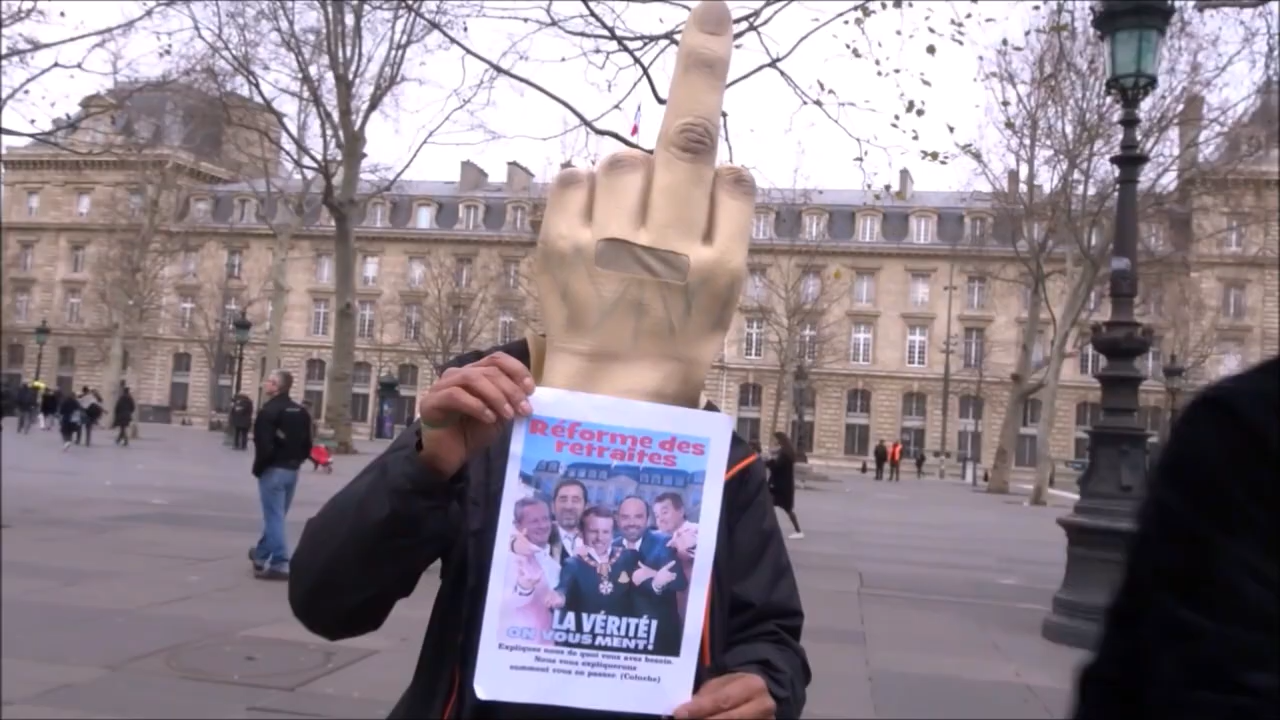 Réforme des
retraites
LA VÉRITÉ!
ON VOUS MENT!
Expliquez nous de quoi vous avez besoin.
Nous vous expliquerons
comment vous en passer. (Coluche)